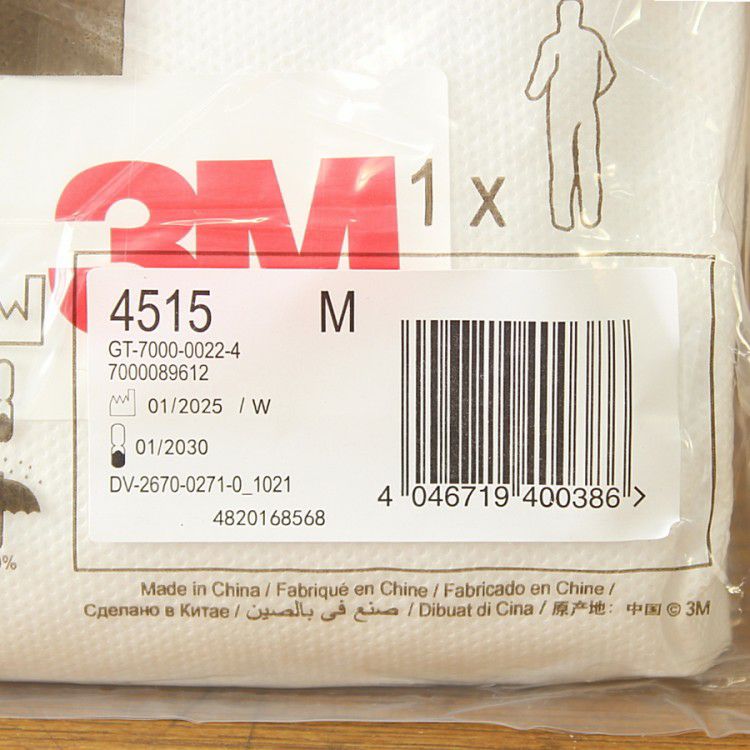 3M
1 x
4515 M
GT-7000-0022-4
7000089612
01/2025 / W
01/2030
DV-2670-0271-0_1021
4820168568
4 046719 400386 >
Made in China / Fabriqué en Chine / Fabricado en Chine /
Сделано в Китае / صنع في بالصين / Dibuat di Cina / 原产地: 中国 © 3M